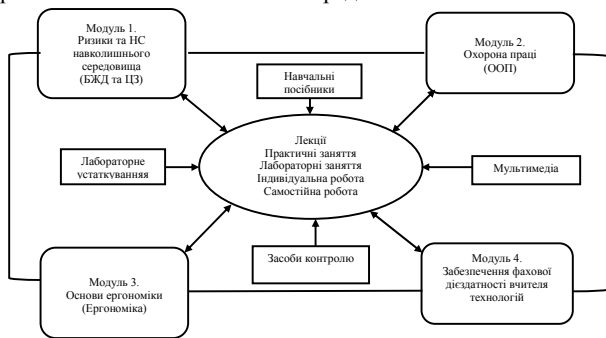 Модуль 1.
Ризики та НС
навколишнього
середовища
(БЖД та ЦЗ)
Модуль 2.
Охорона праці
(ООП)
Навчальні
посібники
Лекції
Практичні заняття
Лабораторні заняття
Індивідуальна робота
Самостійна робота
Лабораторне
устаткування
Мультимедіа
Засоби контролю
Модуль 3.
Основи ергономіки
(Ергономіка)
Модуль 4.
Забезпечення фахової
дієздатності вчителя
технологій